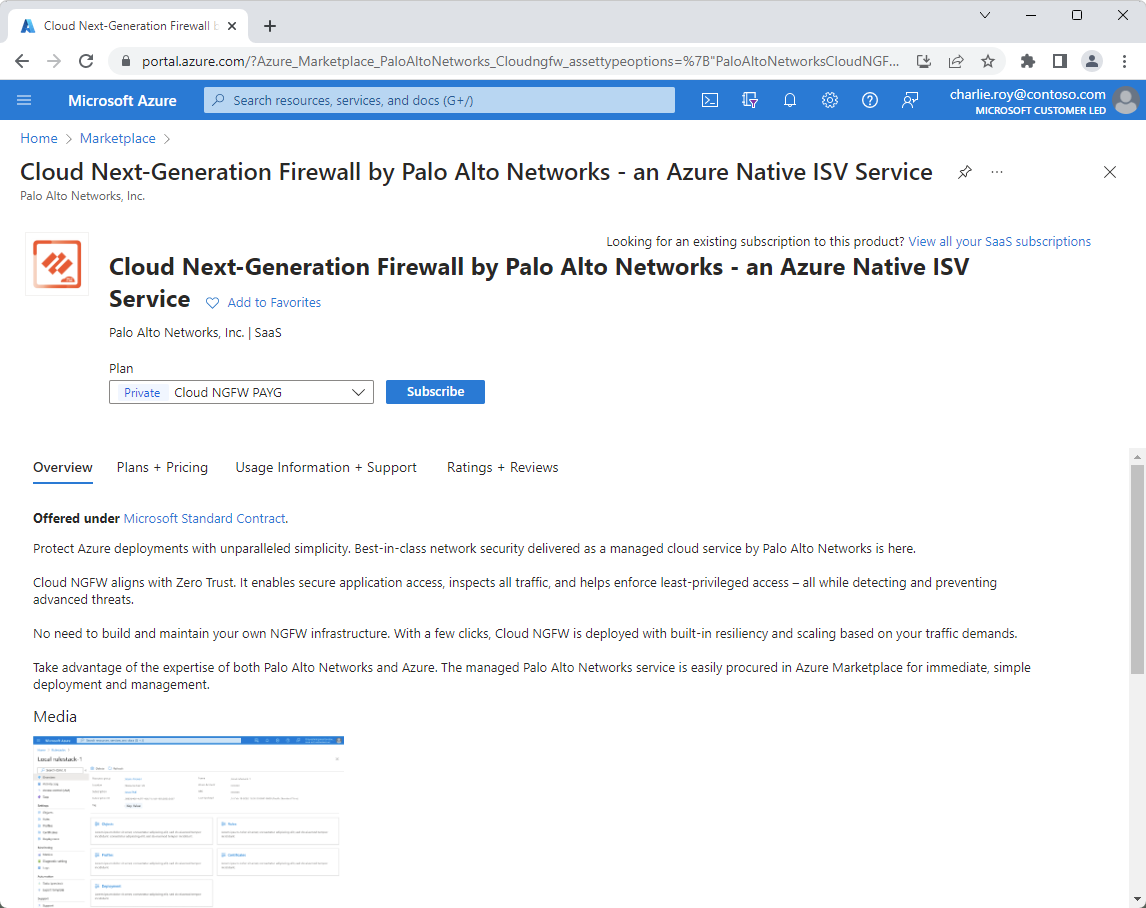 Cloud Next-Generation Firewall b
portal.azure.com/?Azure_Marketplace_PaloAltoNetworks_Cloudngfw_assettypeoptions=%7B"PaloAltoNetworksCloudNGF...
Microsoft Azure
Search resources, services, and docs (G+/)
charlie.roy@contoso.com
MICROSOFT CUSTOMER LED
Home > Marketplace >
Cloud Next-Generation Firewall by Palo Alto Networks - an Azure Native ISV Service
Palo Alto Networks, Inc.
Looking for an existing subscription to this product? View all your SaaS subscriptions
Cloud Next-Generation Firewall by Palo Alto Networks - an Azure Native ISV
Service
Add to Favorites
Palo Alto Networks, Inc. | SaaS
Plan
Private Cloud NGFW PAYG
Subscribe
Overview Plans + Pricing Usage Information + Support Ratings + Reviews
Offered under Microsoft Standard Contract.
Protect Azure deployments with unparalleled simplicity. Best-in-class network security delivered as a managed cloud service by Palo Alto Networks is here.
Cloud NGFW aligns with Zero Trust. It enables secure application access, inspects all traffic, and helps enforce least-privileged access – all while detecting and preventing
advanced threats.
No need to build and maintain your own NGFW infrastructure. With a few clicks, Cloud NGFW is deployed with built-in resiliency and scaling based on your traffic demands.
Take advantage of the expertise of both Palo Alto Networks and Azure. The managed Palo Alto Networks service is easily procured in Azure Marketplace for immediate, simple
deployment and management.
Media
Microsoft Azure
Local rulestack